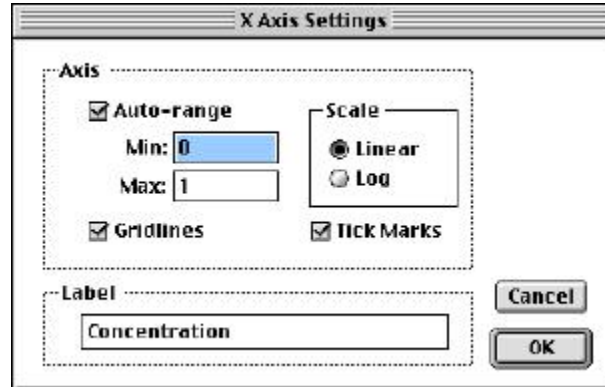 X Axis Settings
Axis
Auto-range
Scale
Min: 0
Linear
Max: 1
Log
Gridlines
Tick Marks
Label
Cancel
Concentration
OK